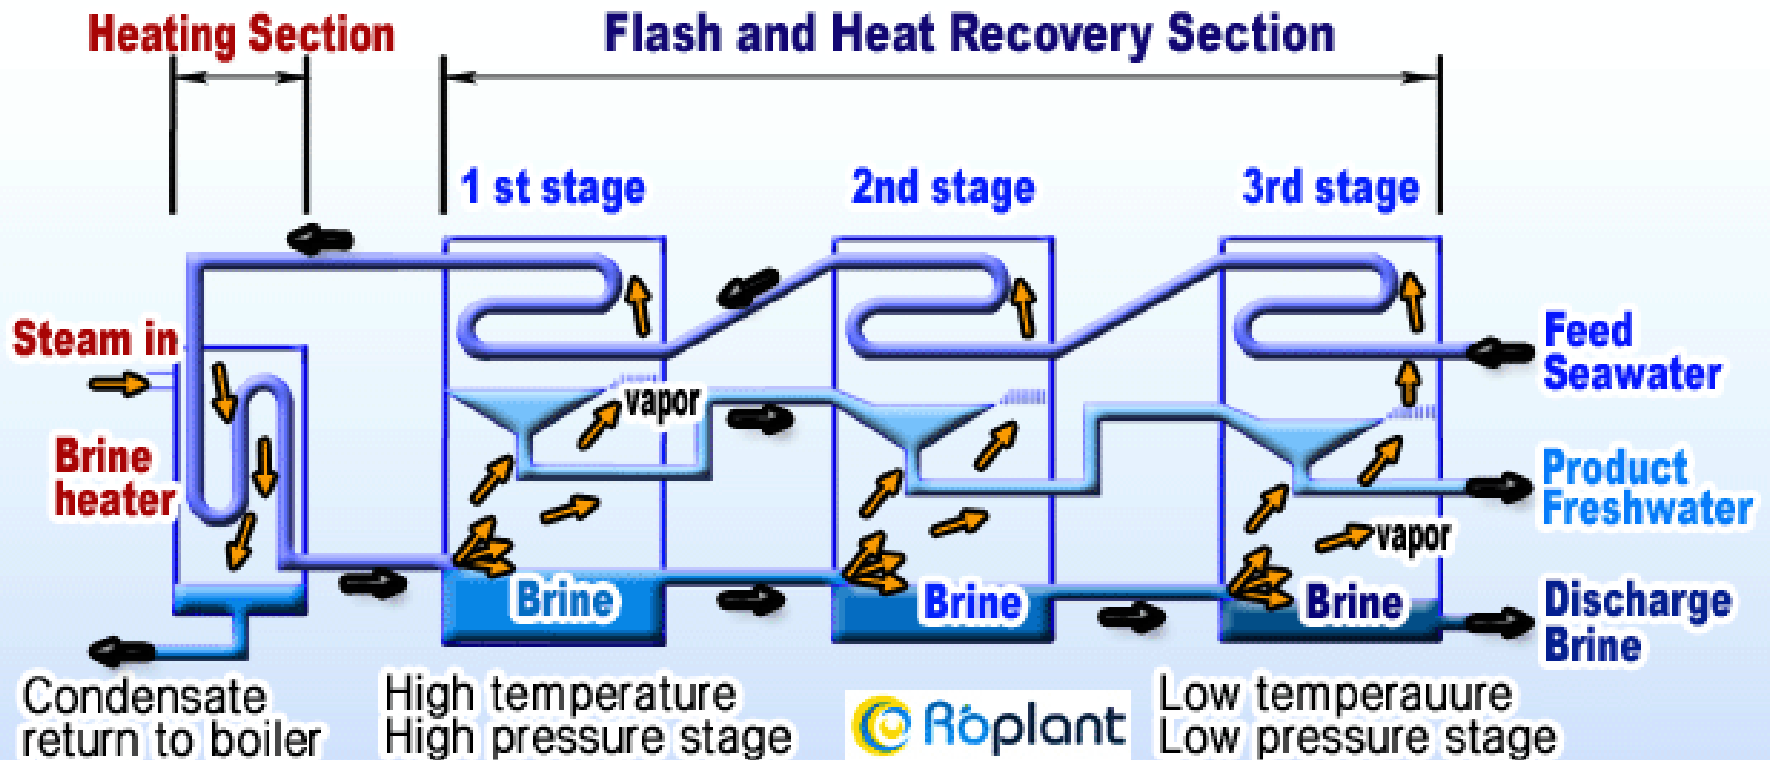 Heating Section
Flash and Heat Recovery Section
1 st stage
2nd stage
3rd stage
Steam in
Feed
Seawater
vapor
Brine
heater
Product
Freshwater
vapor
Brine
Brine
Brine
Discharge
Brine
Condensate
return to boiler
High temperature
High pressure stage
Röplant
Low temperauure
Low pressure stage